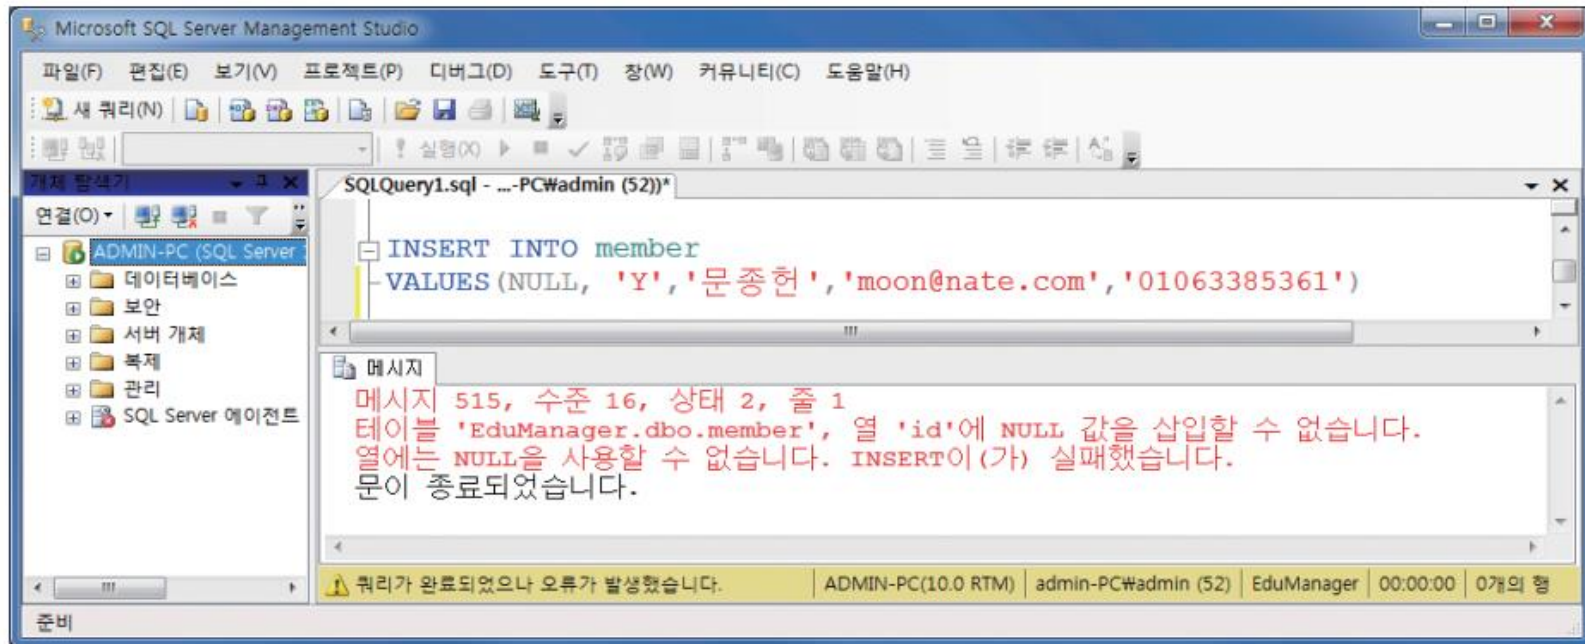 Microsoft SQL Server Management Studio
파일(F) 편집(E) 보기(V) 프로젝트(P) 디버그(D) 도구(T) 창(W) 커뮤니티(C) 도움말(H)
새 쿼리(N)
실행(X)
개체 탐색기
SQLQuery1.sql - ...-PC₩admin (52))*
연결(O)
ADMIN-PC (SQL Server
데이터베이스
보안
서버 개체
복제
관리
SQL Server 에이전트
INSERT INTO member
VALUES(NULL, 'Y','문종헌','moon@nate.com','01063385361')
메시지
메시지 515, 수준 16, 상태 2, 줄 1
테이블 'EduManager.dbo.member', 열 'id'에 NULL 값을 삽입할 수 없습니다.
열에는 NULL을 사용할 수 없습니다. INSERT이(가) 실패했습니다.
문이 종료되었습니다.
쿼리가 완료되었으나 오류가 발생했습니다. ADMIN-PC(10.0 RTM) admin-PC₩admin (52) EduManager 00:00:00 0개의 행
준비